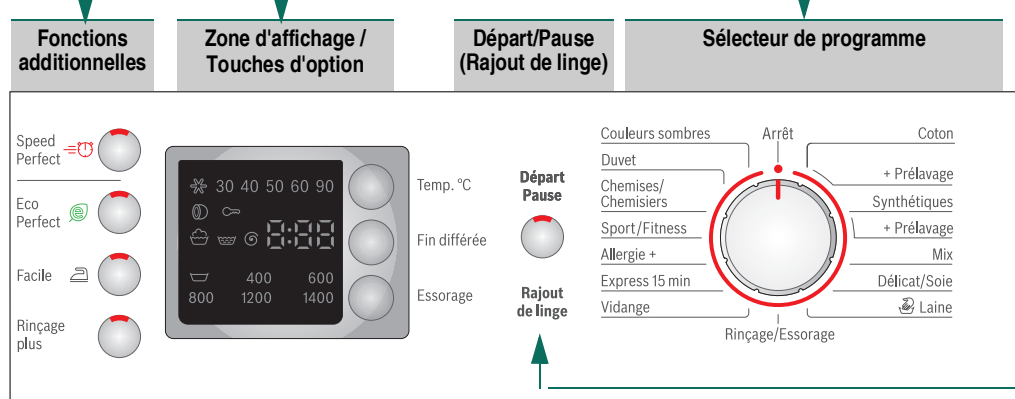 Fonctions
additionnelles
Zone d'affichage /
Touches d'option
Départ/Pause
(Rajout de linge)
Sélecteur de programme
Speed
Perfect
Eco
Perfect
Facile
Rinçage
plus
30 40 50 60 90
8:88
400 600
800 1200 1400
Temp. °C
Fin différée
Essorage
Départ
Pause
Rajout
de linge
Couleurs sombres
Duvet
Chemises/
Chemisiers
Sport/Fitness
Allergie +
Express 15 min
Vidange
Arrêt
Coton
+ Prélavage
Synthétiques
+ Prélavage
Mix
Délicat/Soie
Laine
Rinçage/Essorage